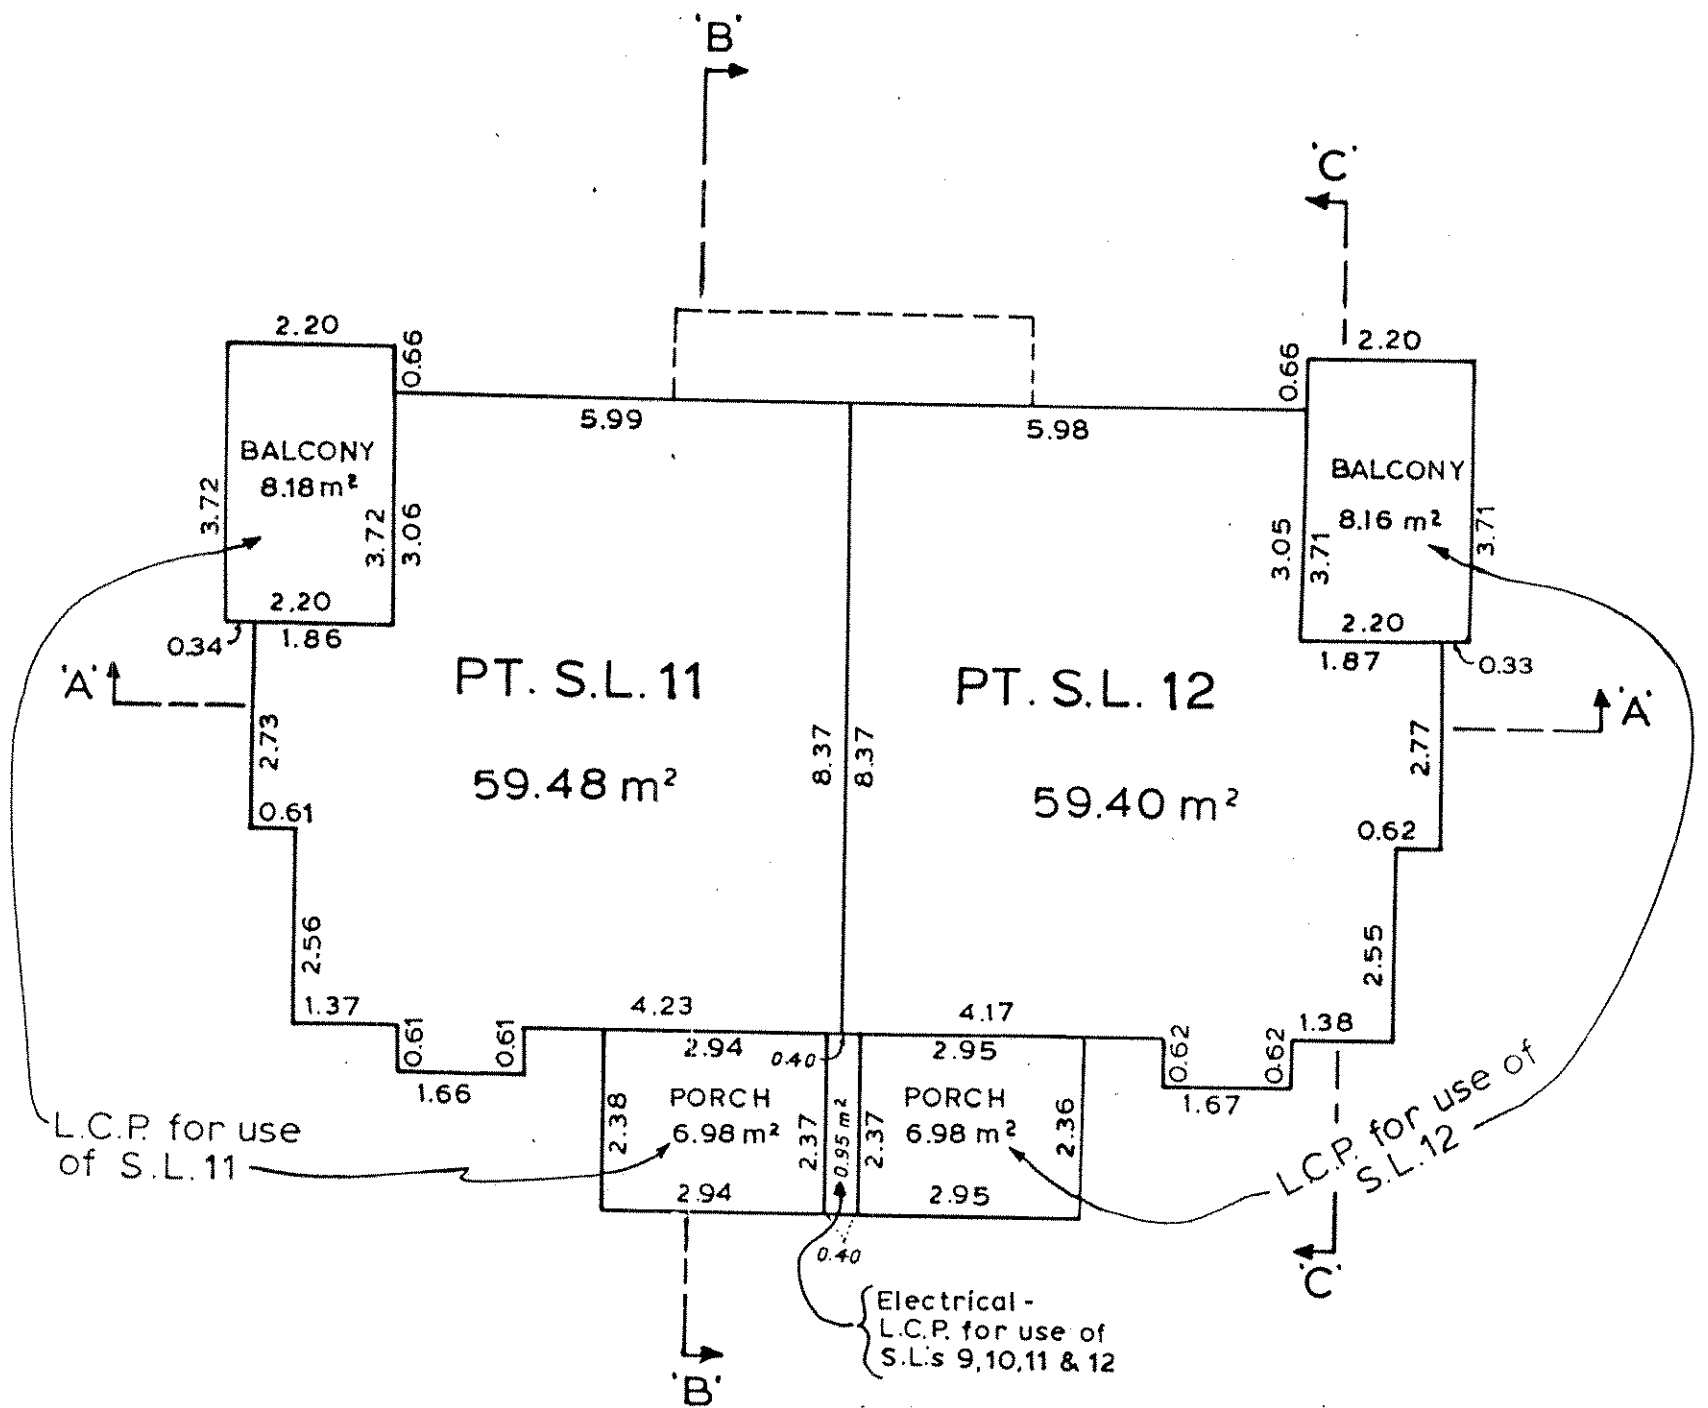 'B'
'C'
2.20
0.66
5.99
BALCONY
8.18 m²
3.72
3.72
3.06
2.20
1.86
0.34
0.66
2.20
5.98
BALCONY
8.16 m²
3.05
3.71
3.71
2.20
1.87
0.33
'A'
PT. S.L. 11
59.48 m²
PT. S.L. 12
59.40 m²
'A'
2.73
8.37
8.37
2.77
0.61
0.62
2.56
2.55
1.37
0.61
0.61
1.66
4.23
4.17
0.62
0.62
1.67
1.38
2.94
0.40
2.95
PORCH
6.98 m²
2.38
2.37
2.94
0.95 m²
PORCH
6.98 m²
2.37
2.36
2.95
0.40
L.C.P. for use
of S.L. 11
L.C.P. for use of
S.L. 12
Electrical -
L.C.P. for use of
S.L.'s 9,10,11 & 12
'B'
'C'